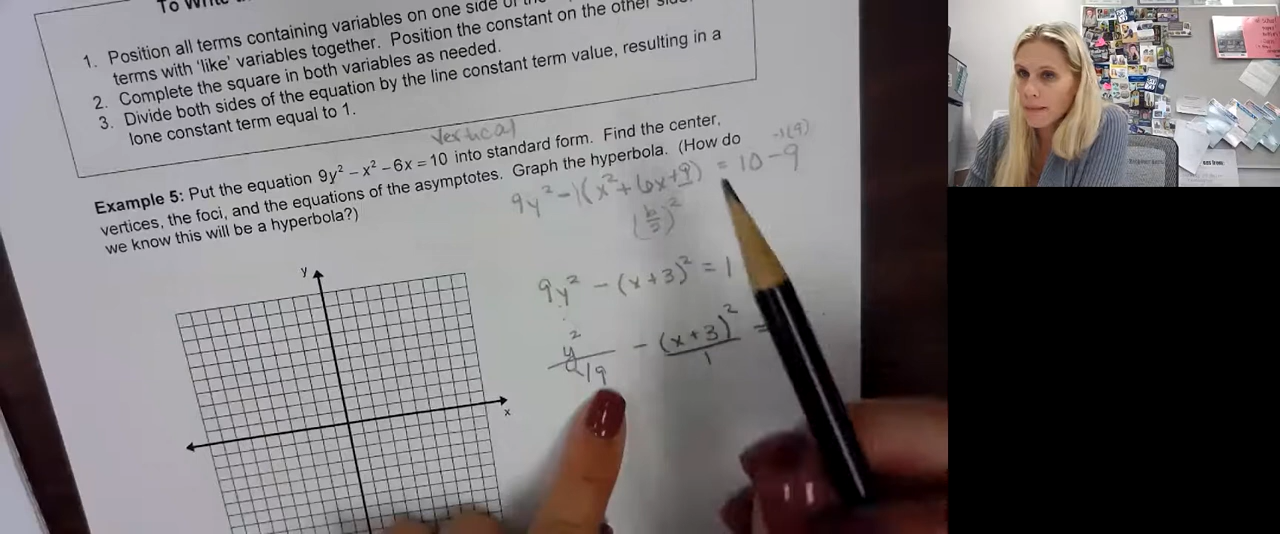 To Write
1. Position all terms containing variables on one side of the
terms with 'like' variables together. Position the constant on the other side.
2. Complete the square in both variables as needed.
3. Divide both sides of the equation by the line constant term value, resulting in a
lone constant term equal to 1.
vertical
Example 5: Put the equation 9y² − x² − 6x = 10 into standard form. Find the center,
vertices, the foci, and the equations of the asymptotes. Graph the hyperbola. (How do
we know this will be a hyperbola?)
-1(9)
9y² - 1(x² + 6x + 9) = 10 - 9
(b/2)²
9y² - (x+3)² = 1
y²/1/9 - (x+3)²/1 =
y
x